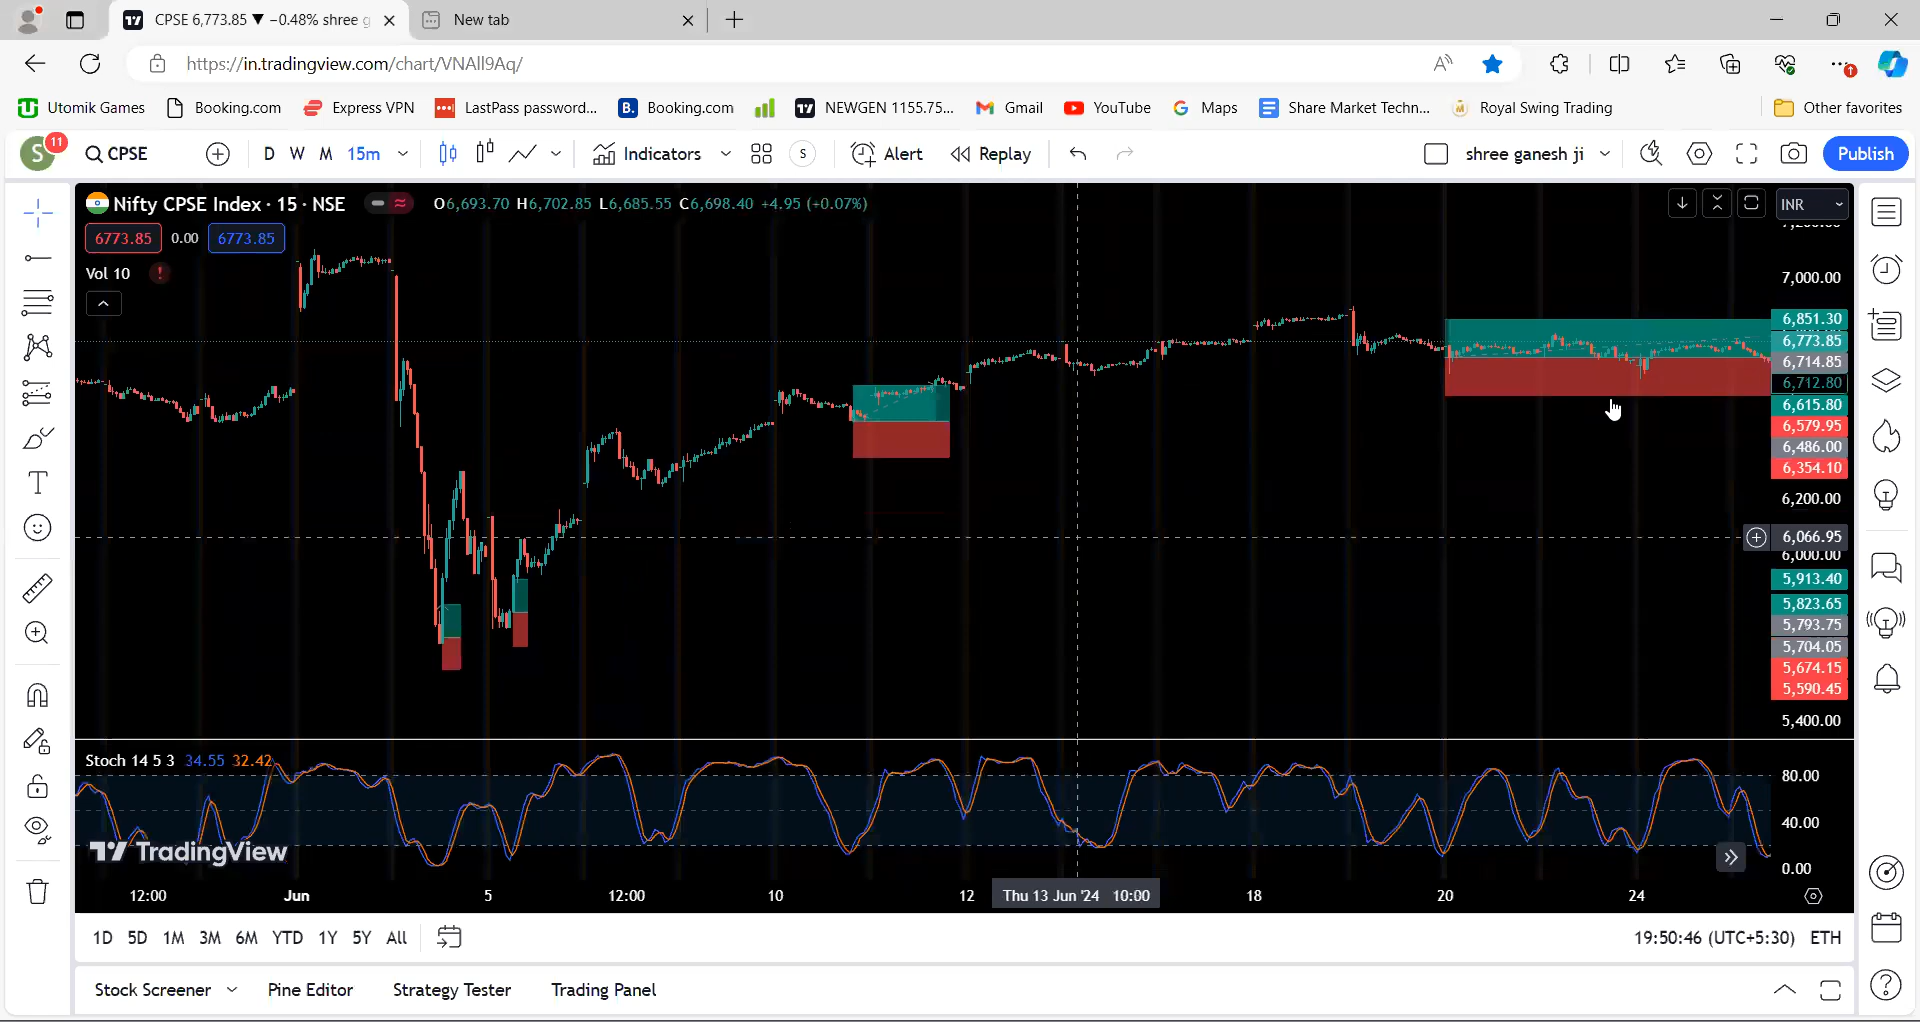 CPSE 6,773.85 ▼ −0.48% shree g
New tab
https://in.tradingview.com/chart/VNAll9Aq/
Utomik Games
Booking.com
Express VPN
LastPass password...
B. Booking.com
NEWGEN 1155.75...
Gmail
YouTube
Maps
Share Market Techn...
Royal Swing Trading
Other favorites
S 11
CPSE
D W M 15m
Indicators
S
Alert
Replay
shree ganesh ji
Publish
Nifty CPSE Index · 15 · NSE
O6,693.70 H6,702.85 L6,685.55 C6,698.40 +4.95 (+0.07%)
INR
6773.85 0.00 6773.85
Vol 10
7,000.00
6,851.30
6,773.85
6,714.85
6,712.80
6,615.80
6,579.95
6,486.00
6,354.10
6,200.00
6,066.95
6,000.00
5,913.40
5,823.65
5,793.75
5,704.05
5,674.15
5,590.45
5,400.00
Stoch 14 5 3 34.55 32.42
80.00
40.00
0.00
TradingView
12:00 Jun 5 12:00 10 12 Thu 13 Jun '24 10:00 18 20 24
1D 5D 1M 3M 6M YTD 1Y 5Y All
19:50:46 (UTC+5:30) ETH
Stock Screener Pine Editor Strategy Tester Trading Panel